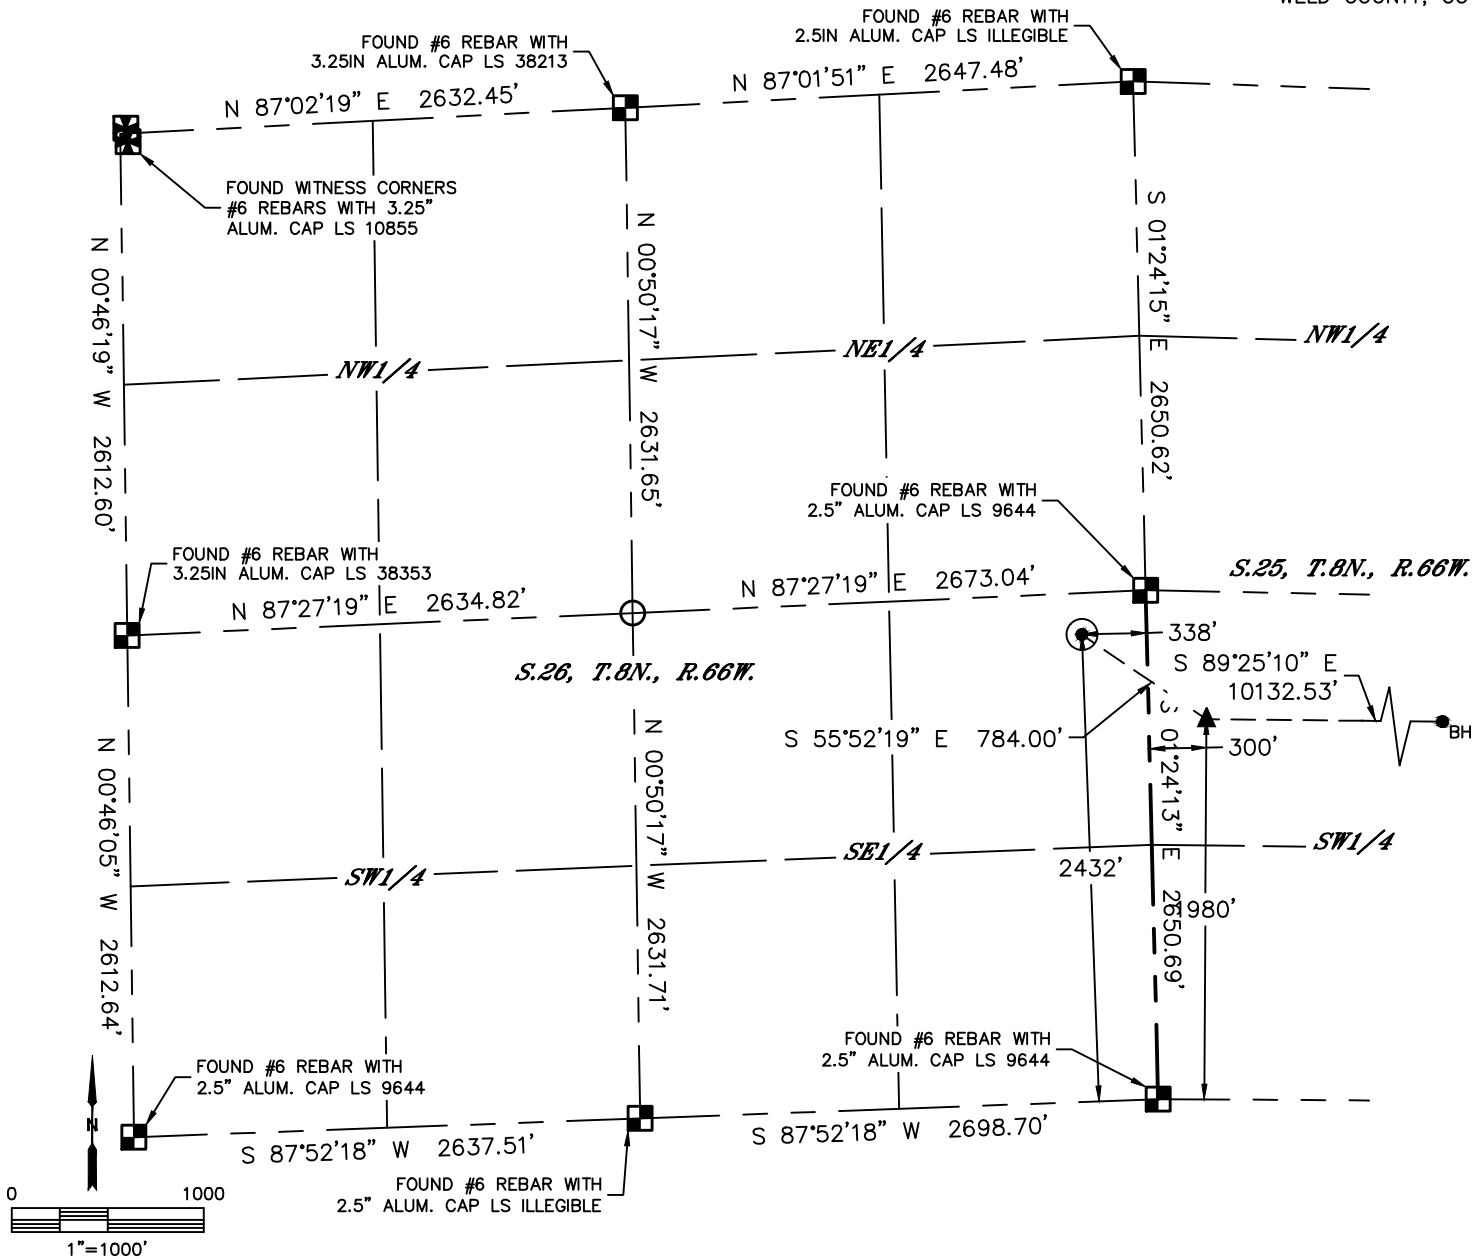 FOUND #6 REBAR WITH
2.5IN ALUM. CAP LS ILLEGIBLE
FOUND #6 REBAR WITH
3.25IN ALUM. CAP LS 38213
N 87°02'19" E 2632.45'
N 87°01'51" E 2647.48'
FOUND WITNESS CORNERS
#6 REBARS WITH 3.25"
ALUM. CAP LS 10855
N 00°46'19" W 2612.60'
N 00°50'17" W 2631.65'
S 01°24'15" E 2650.62'
NW1/4
NE1/4
NW1/4
FOUND #6 REBAR WITH
2.5" ALUM. CAP LS 9644
FOUND #6 REBAR WITH
3.25IN ALUM. CAP LS 38353
N 87°27'19" E 2634.82'
N 87°27'19" E 2673.04'
S.25, T.8N., R.66W.
S.26, T.8N., R.66W.
338'
S 89°25'10" E
10132.53'
S 55°52'19" E 784.00'
300'
BH
N 00°46'05" W 2612.64'
N 00°50'17" W 2631.71'
S 01°24'13" E 2650.69'
SW1/4
SE1/4
SW1/4
2432'
1980'
FOUND #6 REBAR WITH
2.5" ALUM. CAP LS 9644
FOUND #6 REBAR WITH
2.5" ALUM. CAP LS 9644
N
S 87°52'18" W 2637.51'
S 87°52'18" W 2698.70'
FOUND #6 REBAR WITH
2.5" ALUM. CAP LS ILLEGIBLE
0 1000
1"=1000'